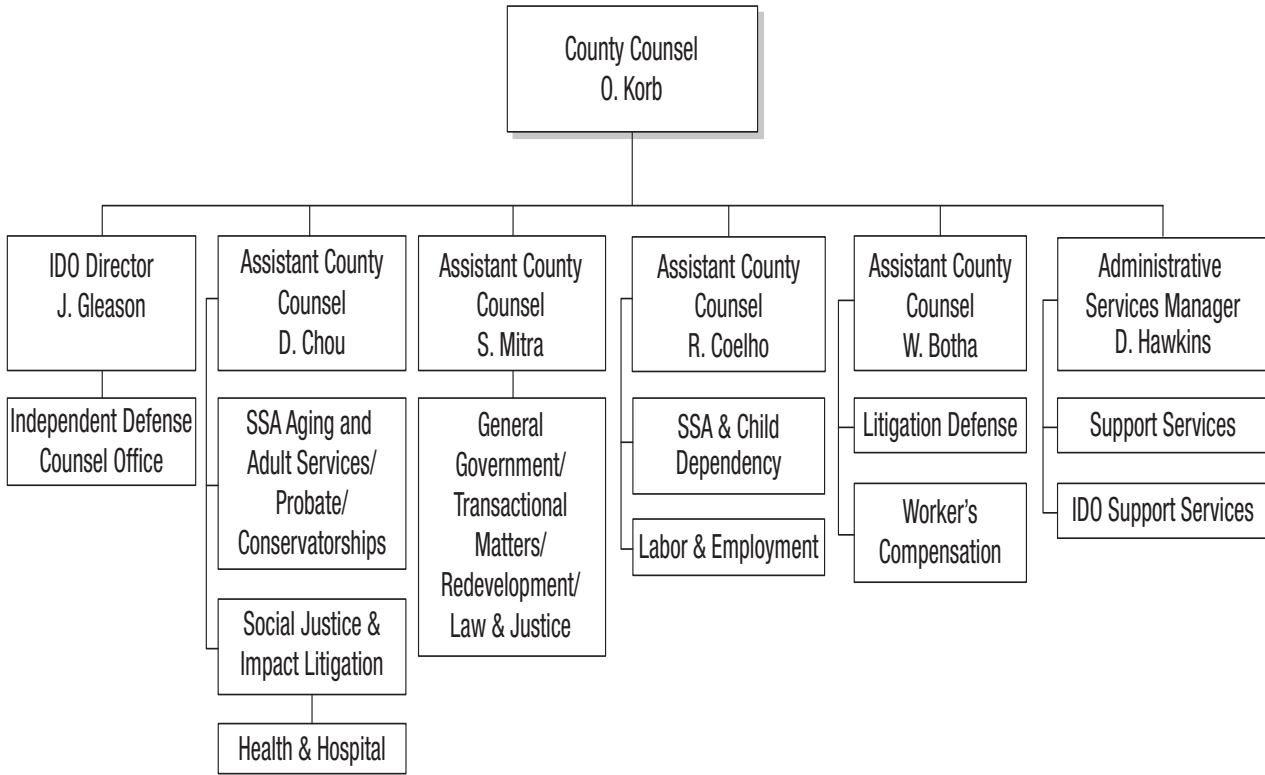 County Counsel
O. Korb
IDO Director
J. Gleason
Assistant County
Counsel
D. Chou
Assistant County
Counsel
S. Mitra
Assistant County
Counsel
R. Coelho
Assistant County
Counsel
W. Botha
Administrative
Services Manager
D. Hawkins
Independent Defense
Counsel Office
SSA Aging and
Adult Services/
Probate/
Conservatorships
Social Justice &
Impact Litigation
Health & Hospital
General
Government/
Transactional
Matters/
Redevelopment/
Law & Justice
SSA & Child
Dependency
Labor & Employment
Litigation Defense
Worker's
Compensation
Support Services
IDO Support Services